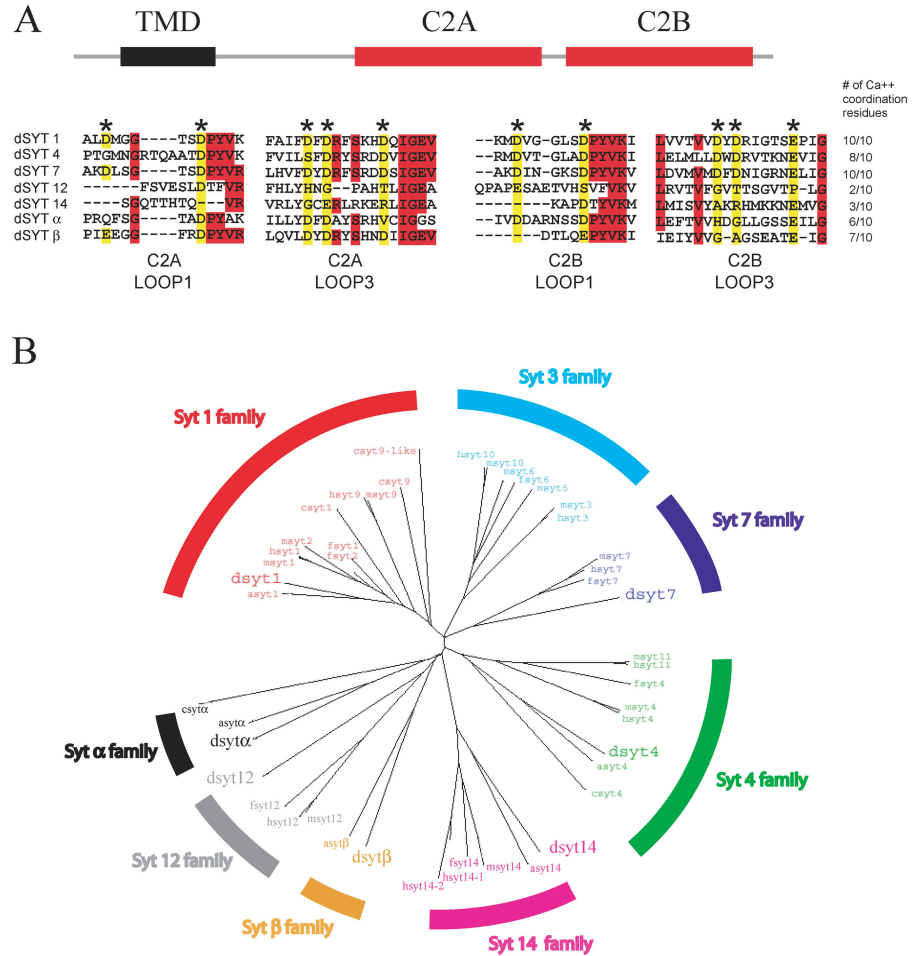 A
TMD C2A C2B
# of Ca++
coordination
residues
* * * * * * * * * *
dSYT 1 ALDMGG----TSDPYVK FAIFDFDRFSKHDQIGEV --KMDVG-GLSDPYVKI LVVTVVDYDRIGTSEPIG 10/10
dSYT 4 PTGMNGRTQAATDPYVK FVILSFDRYSRDDVIGEV --RMDVT-GLADPYVKI LELMLLDWDRVTKNEVIG 8/10
dSYT 7 AKDLSG----TSDPFVR LHVFDYDRFSRDDSIGEV --AKDIN-GKSDPYVKV LDVMVMDFDNIGRNELIG 10/10
dSYT 12 -----FSVESLDTFVR FHLYHNG--PAHTLIGEA QPAPESAETVHSVFVKV LRVTVFGVTTSGVTP-LG 2/10
dSYT 14 ----SGQTTHTQ--VR VRLYGCERLRKERLIGEA --------KAPDTYVKM LMISVYAKRHMKKNEMVG 3/10
dSYT α PRQFSG----TADPYAK ILLYDFDAYSRHVCIGGS --IVDDARNSSDPYVKV LEFTVVHDGLLGSSEILG 6/10
dSYT β PIEEGG----FRDPYVR LQVLDYDRYSHNDIIGEV -------DTLQEPYVKI IEIYVVG-AGSEATE-IG 7/10
C2A
LOOP1
C2A
LOOP3
C2B
LOOP1
C2B
LOOP3
B
Syt 3 family
Syt 1 family
csyt9-like
hsyt10
msyt10
msyt6
fsyt6
msyt5
csyt9
hsyt9 msyt9
csyt1
msyt3
hsyt3
Syt 7 family
msyt2
hsyt1
msyt1
fsyt1
fsyt2
dsyt1
asyt1
msyt7
hsyt7
fsyt7
dsyt7
msyt11
hsyt11
fsyt4
msyt4
hsyt4
dsyt4
asyt4
csyt4
Syt 4 family
csytα
asytα
dsytα
Syt α family
dsyt12
fsyt12
hsyt12 msyt12
Syt 12 family
asytβ
dsytβ
Syt β family
dsyt14
fsyt14 msyt14 asyt14
hsyt14-1
hsyt14-2
Syt 14 family